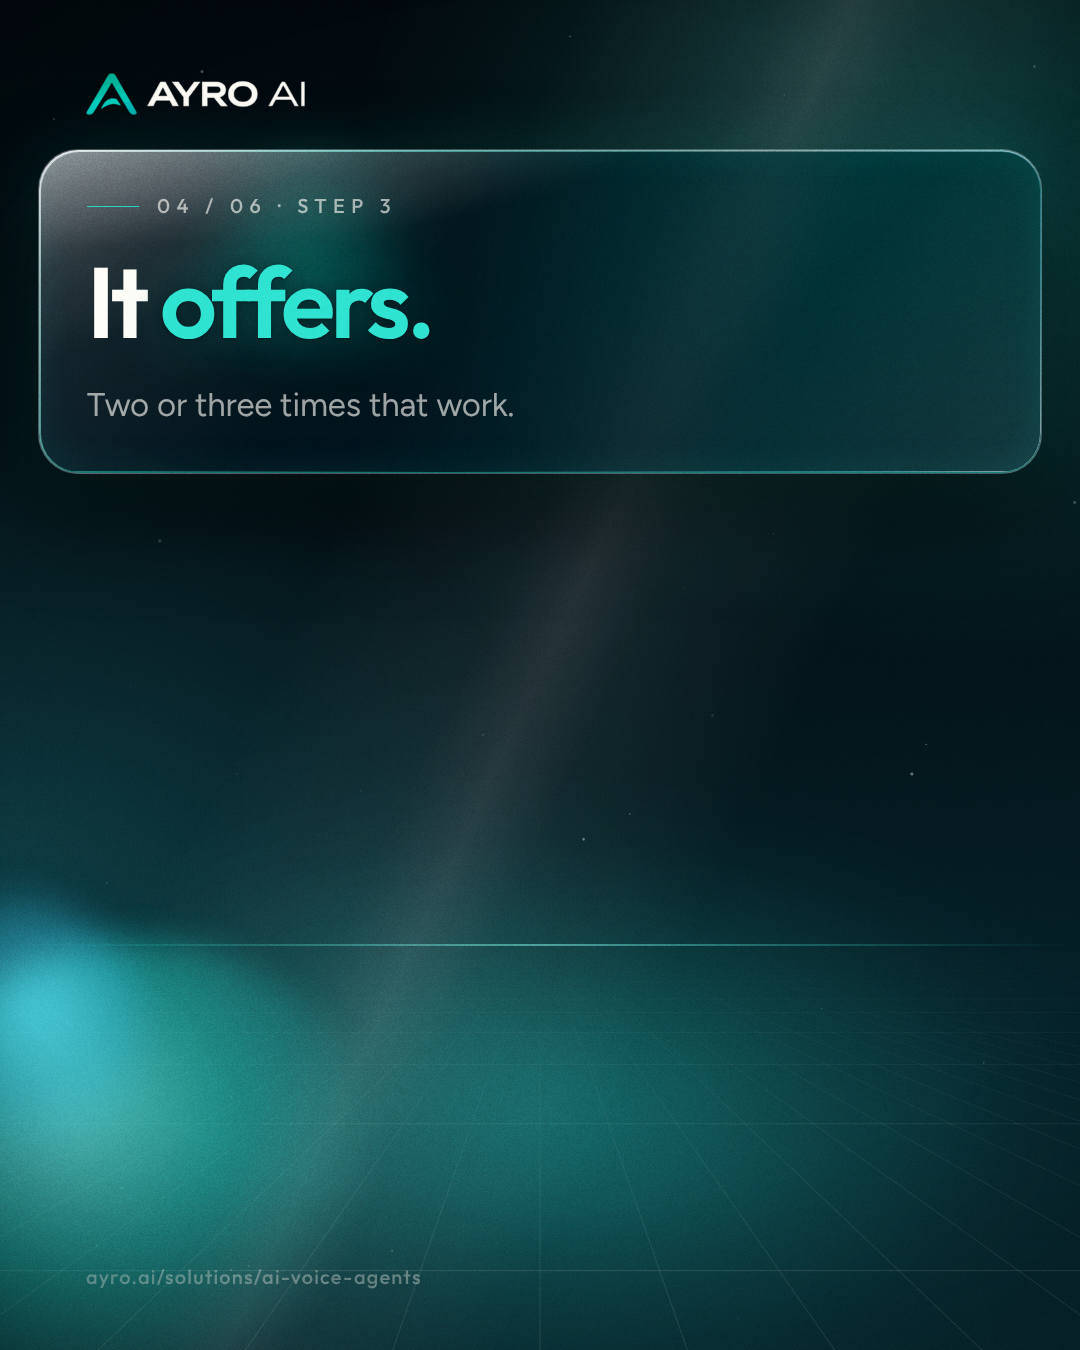 AYRO AI
04 / 06 · STEP 3
It offers.
Two or three times that work.
ayro.ai/solutions/ai-voice-agents